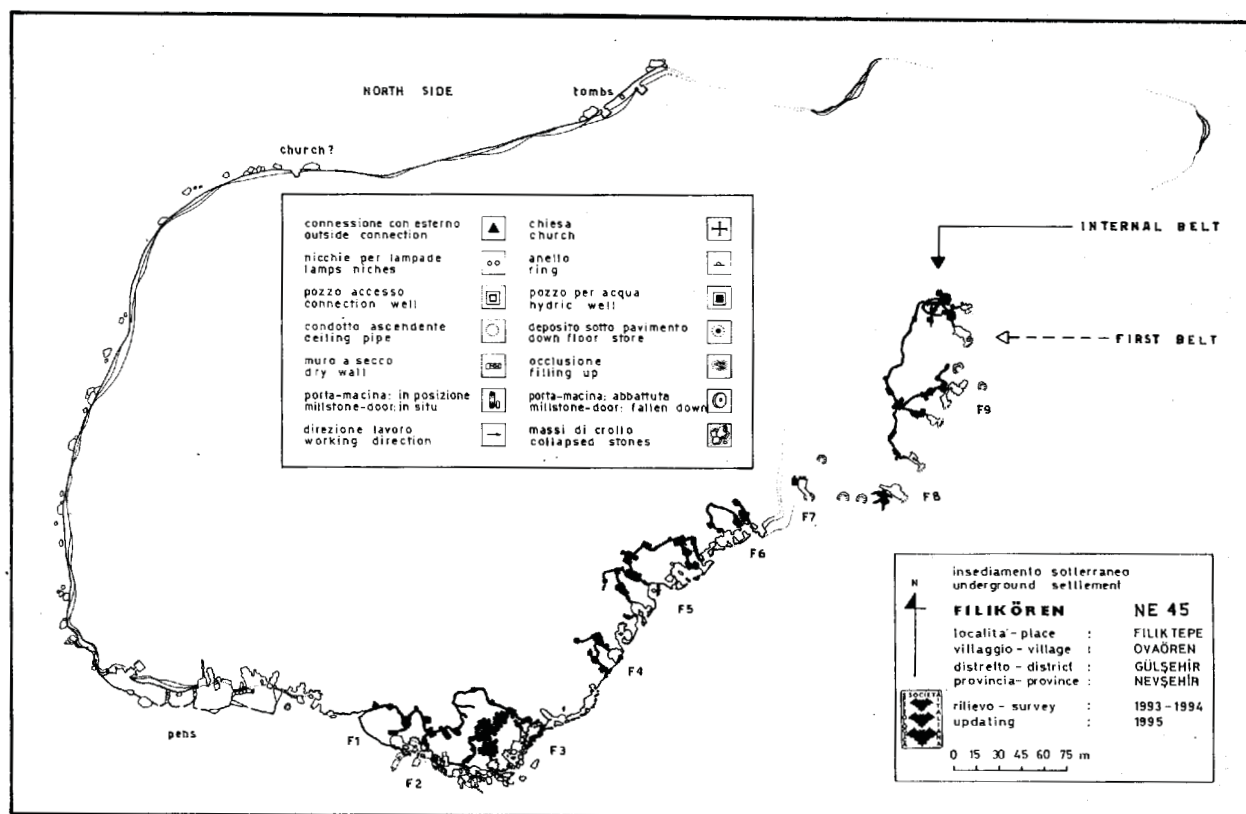 NORTH SIDE
tombs
church?
connessione con esterno
outside connection
chiesa
church
nicchie per lampade
lamps niches
anello
ring
pozzo accesso
connection well
pozzo per acqua
hydric well
condotto ascendente
ceiling pipe
deposito sotto pavimento
down floor store
muro a secco
dry wall
occlusione
filling up
porta-macina: in posizione
millstone-door: in situ
porta-macina: abbattuta
millstone-door: fallen down
direzione lavoro
working direction
massi di crollo
collapsed stones
INTERNAL BELT
FIRST BELT
F9
F8
F7
F6
F5
F4
F3
F2
F1
pens
N
insediamento sotterraneo
underground settlement
FILIKÖREN NE 45
localita'-place : FILIKTEPE
villaggio-village : OVAÖREN
distretto-district : GÜLŞEHİR
provincia-province : NEVŞEHİR
rilievo-survey : 1993-1994
updating : 1995
SOCIETÀ
0 15 30 45 60 75 m